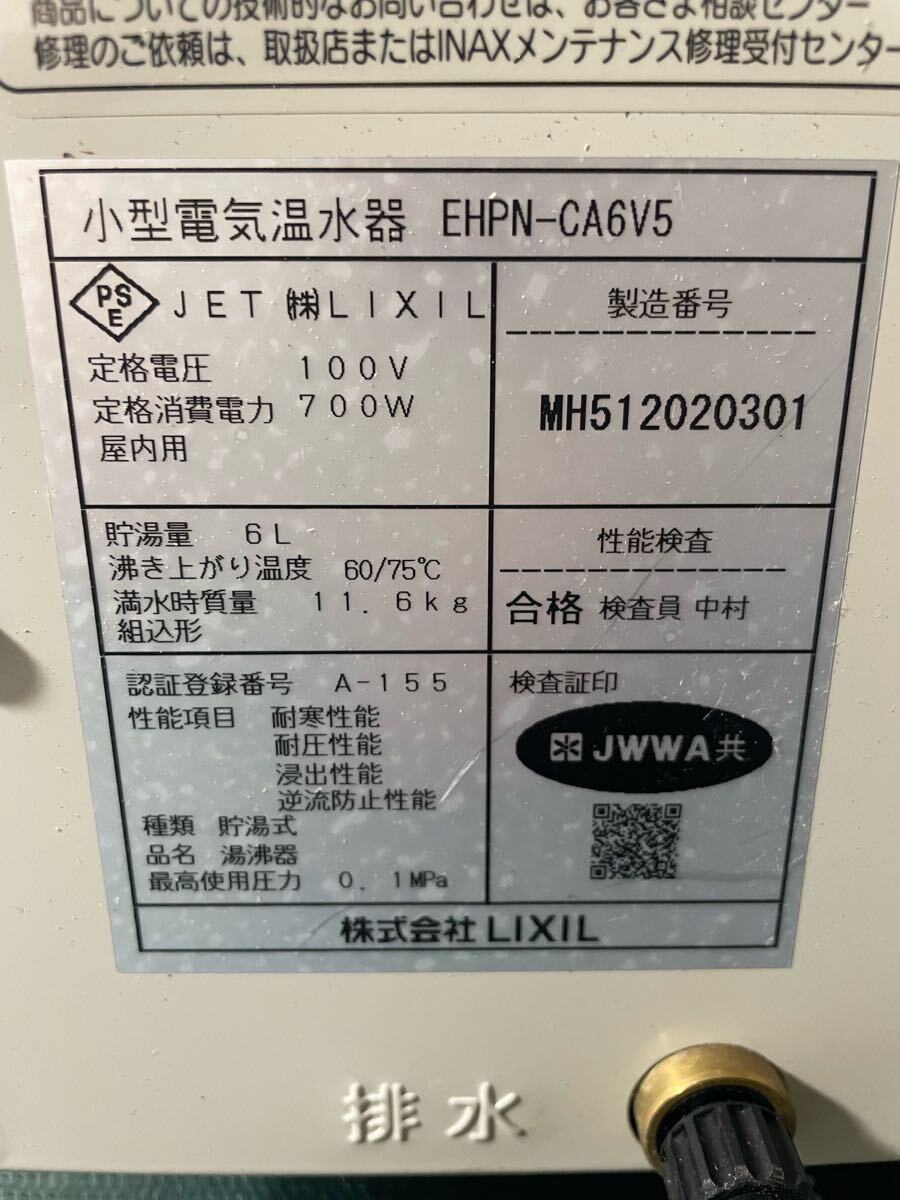 商品についての技術的なお問い合わせは、お客さま相談センター
修理のご依頼は、取扱店またはINAXメンテナンス修理受付センター
小型電気温水器 EHPN-CA6V5
PSE JET ㈱LIXIL
定格電圧 100V
定格消費電力 700W
屋内用
製造番号
MH512020301
貯湯量 6L
沸き上がり温度 60/75℃
満水時質量 11.6kg
組込形
性能検査
合格 検査員 中村
認証登録番号 A-155
性能項目 耐寒性能
耐圧性能
浸出性能
逆流防止性能
種類 貯湯式
品名 湯沸器
最高使用圧力 0.1MPa
検査証印
JWWA共
株式会社 LIXIL
排水